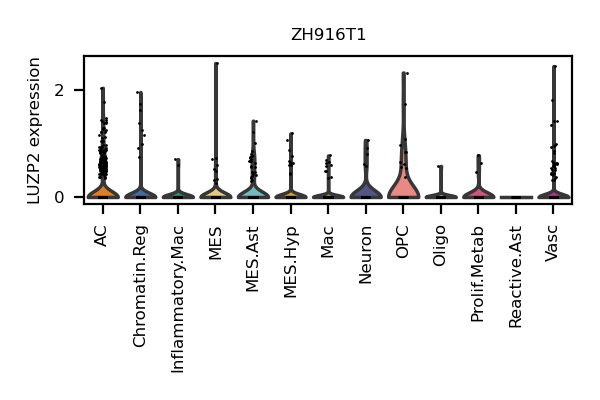 ZH916T1
LUZP2 expression
2
0
AC
Chromatin.Reg
Inflammatory.Mac
MES
MES.Ast
MES.Hyp
Mac
Neuron
OPC
Oligo
Prolif.Metab
Reactive.Ast
Vasc